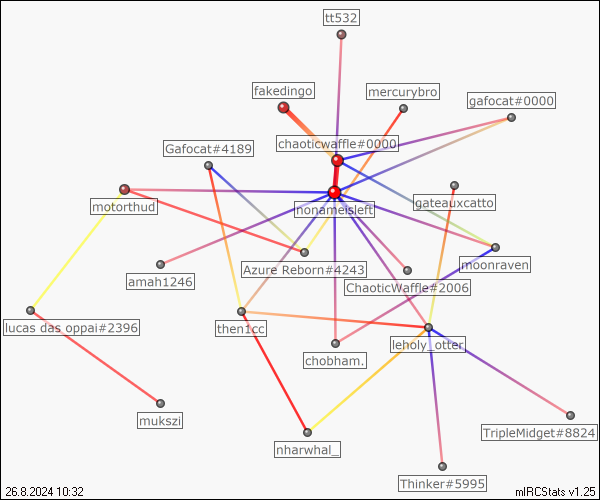 tt532
fakedingo
mercurybro
gafocat#0000
chaoticwaffle#0000
Gafocat#4189
gateauxcatto
motorthud
nonameisleft
moonraven
Azure Reborn#4243
amah1246
ChaoticWaffle#2006
lucas das oppai#2396
then1cc
leholy_otter
chobham.
mukszi
TripleMidget#8824
nharwhal_
Thinker#5995
26.8.2024 10:32
mIRCStats v1.25